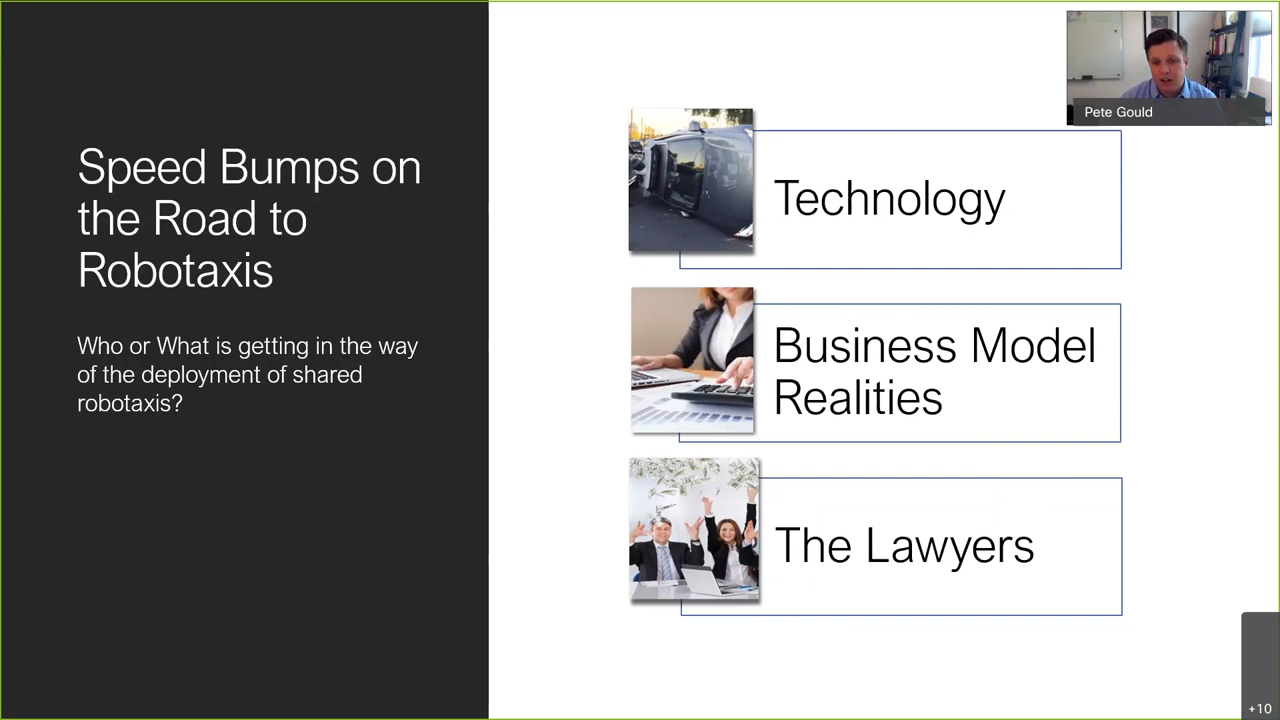 Speed Bumps on
the Road to
Robotaxis
Who or What is getting in the way
of the deployment of shared
robotaxis?
Pete Gould
Technology
Business Model
Realities
The Lawyers
+10